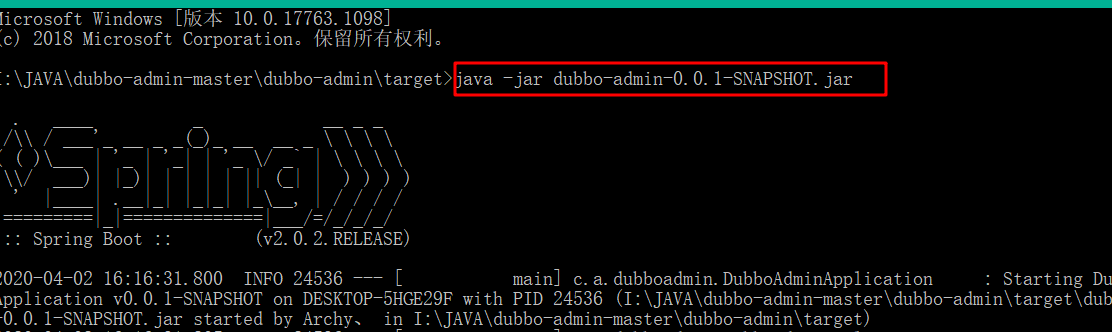 Microsoft Windows [版本 10.0.17763.1098]
(c) 2018 Microsoft Corporation。保留所有权利。
I:\JAVA\dubbo-admin-master\dubbo-admin\target>java -jar dubbo-admin-0.0.1-SNAPSHOT.jar
:: Spring Boot ::        (v2.0.2.RELEASE)
2020-04-02 16:16:31.800  INFO 24536 --- [           main] c.a.dubboadmin.DubboAdminApplication     : Starting Du
Application v0.0.1-SNAPSHOT on DESKTOP-5HGE29F with PID 24536 (I:\JAVA\dubbo-admin-master\dubbo-admin\target\dub
-0.0.1-SNAPSHOT.jar started by Archy、 in I:\JAVA\dubbo-admin-master\dubbo-admin\target)